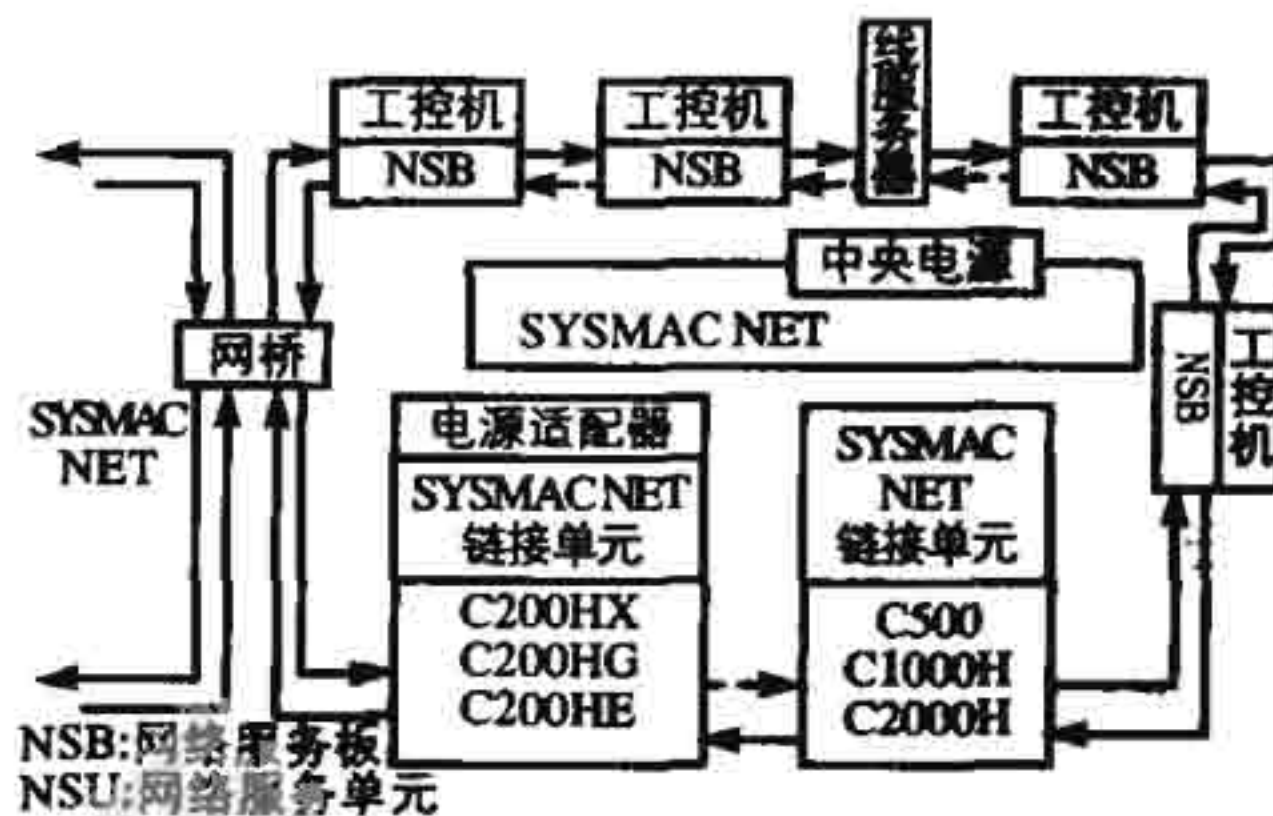 工控机
NSB
工控机
NSB
线路服务器
工控机
NSB
中央电源
SYSMAC NET
网桥
NSB
工控机
SYSMAC
NET
电源适配器
SYSMAC NET
链接单元
C200HX
C200HG
C200HE
SYSMAC
NET
链接单元
C500
C1000H
C2000H
NSB:网络服务板
NSU:网络服务单元